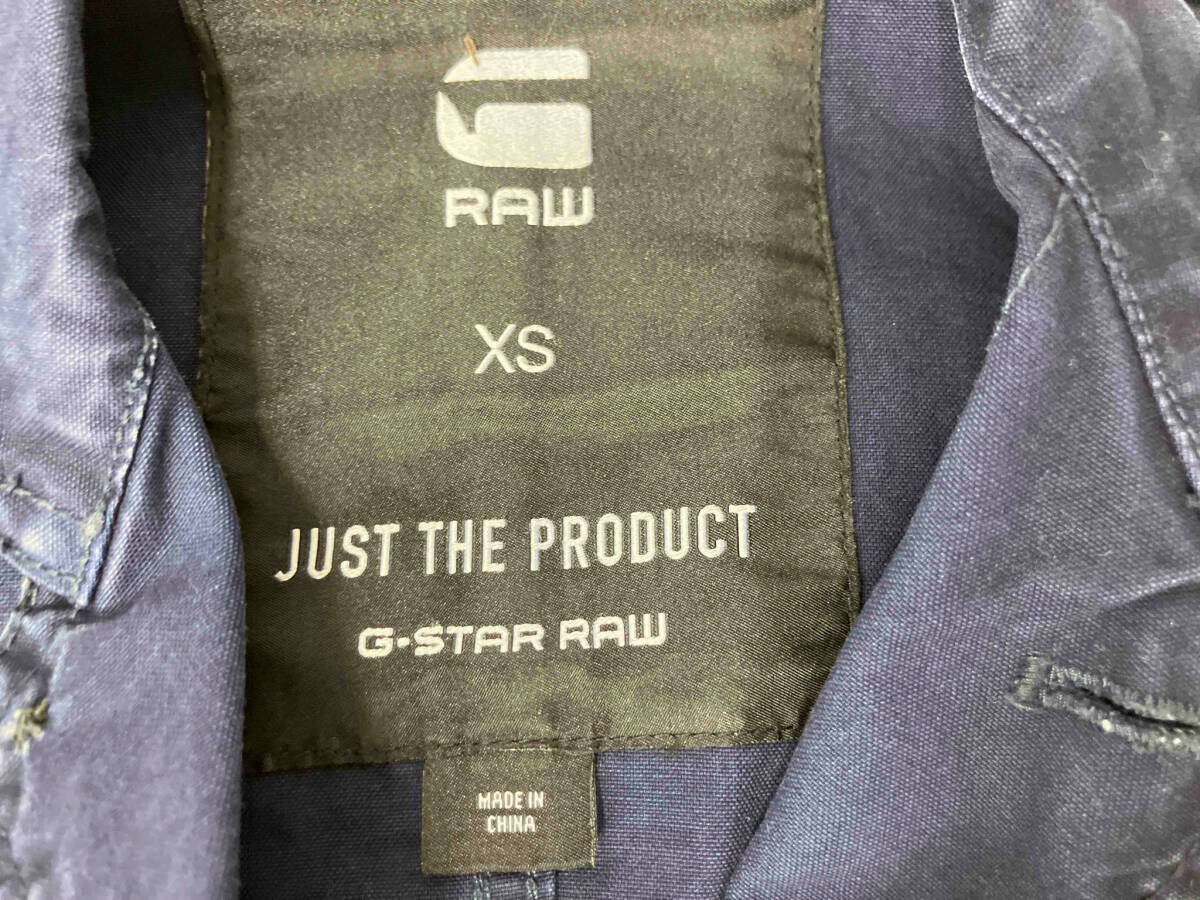 G
RAW
XS
JUST THE PRODUCT
G-STAR RAW
MADE IN
CHINA